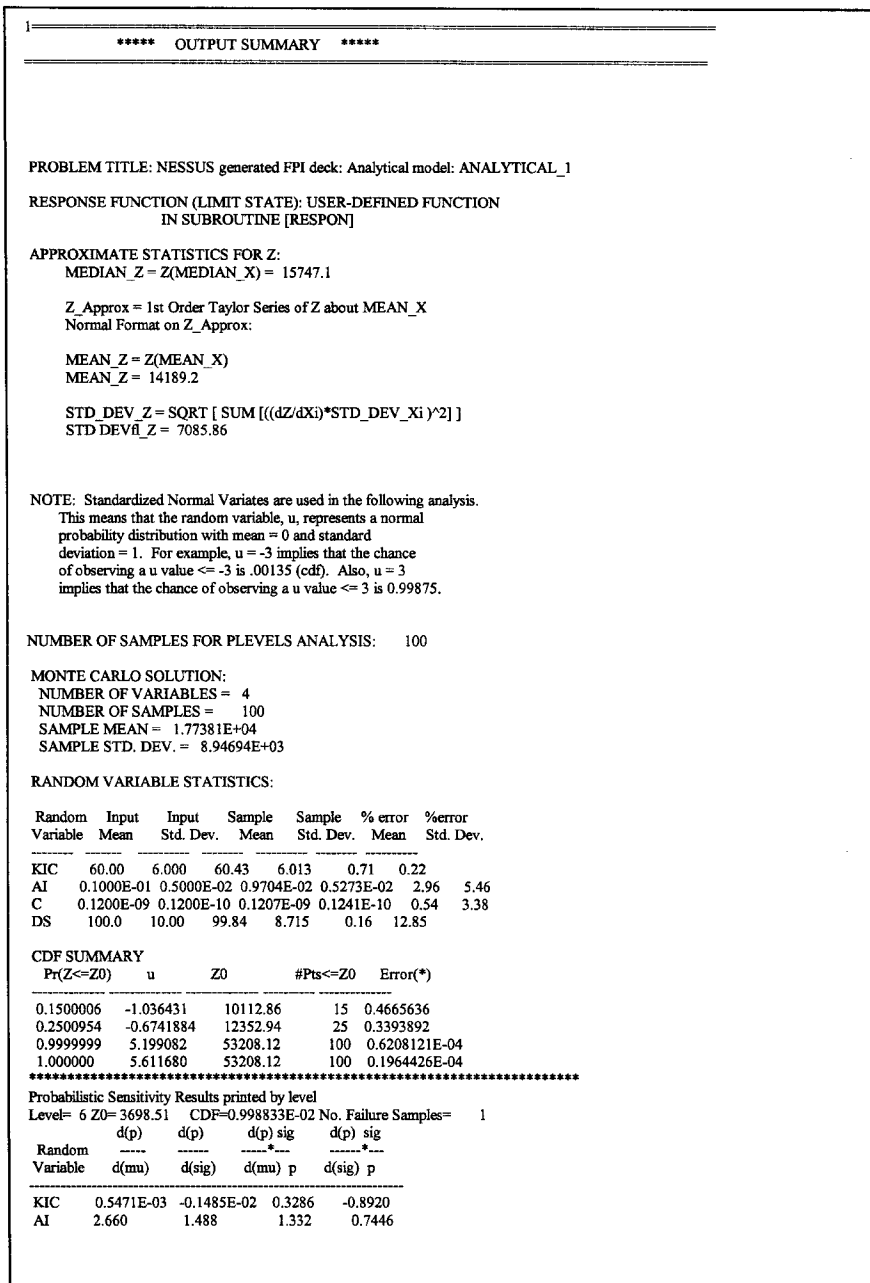 1==========
***** OUTPUT SUMMARY *****
PROBLEM TITLE: NESSUS generated FPI deck: Analytical model: ANALYTICAL_1
RESPONSE FUNCTION (LIMIT STATE): USER-DEFINED FUNCTION
IN SUBROUTINE [RESPON]
APPROXIMATE STATISTICS FOR Z:
MEDIAN_Z = Z(MEDIAN_X) = 15747.1
Z_Approx = 1st Order Taylor Series of Z about MEAN_X
Normal Format on Z_Approx:
MEAN_Z = Z(MEAN_X)
MEAN_Z = 14189.2
STD_DEV_Z = SQRT [ SUM [((dZ/dXi)*STD_DEV_Xi )^2] ]
STD DEVfl_Z = 7085.86
NOTE: Standardized Normal Variates are used in the following analysis.
This means that the random variable, u, represents a normal
probability distribution with mean = 0 and standard
deviation = 1. For example, u = -3 implies that the chance
of observing a u value <= -3 is .00135 (cdf). Also, u = 3
implies that the chance of observing a u value <= 3 is 0.99875.
NUMBER OF SAMPLES FOR PLEVELS ANALYSIS: 100
MONTE CARLO SOLUTION:
NUMBER OF VARIABLES = 4
NUMBER OF SAMPLES = 100
SAMPLE MEAN = 1.77381E+04
SAMPLE STD. DEV. = 8.94694E+03
RANDOM VARIABLE STATISTICS:
Random Input Input Sample Sample % error %error
Variable Mean Std. Dev. Mean Std. Dev. Mean Std. Dev.
-------- ------- ---------- -------- ---------- -------- ----------
KIC 60.00 6.000 60.43 6.013 0.71 0.22
AI 0.1000E-01 0.5000E-02 0.9704E-02 0.5273E-02 2.96 5.46
C 0.1200E-09 0.1200E-10 0.1207E-09 0.1241E-10 0.54 3.38
DS 100.0 10.00 99.84 8.715 0.16 12.85
CDF SUMMARY
Pr(Z<=Z0) u Z0 #Pts<=Z0 Error(*)
-------------- -------------- -------------- --------- --------------
0.1500006 -1.036431 10112.86 15 0.4665636
0.2500954 -0.6741884 12352.94 25 0.3393892
0.9999999 5.199082 53208.12 100 0.6208121E-04
1.000000 5.611680 53208.12 100 0.1964426E-04
************************************************************************
Probabilistic Sensitivity Results printed by level
Level= 6 Z0= 3698.51 CDF=0.998833E-02 No. Failure Samples= 1
d(p) d(p) d(p) sig d(p) sig
Random ----- ------ -----*--- ------*---
Variable d(mu) d(sig) d(mu) p d(sig) p
------------------------------------------------------------
KIC 0.5471E-03 -0.1485E-02 0.3286 -0.8920
AI 2.660 1.488 1.332 0.7446